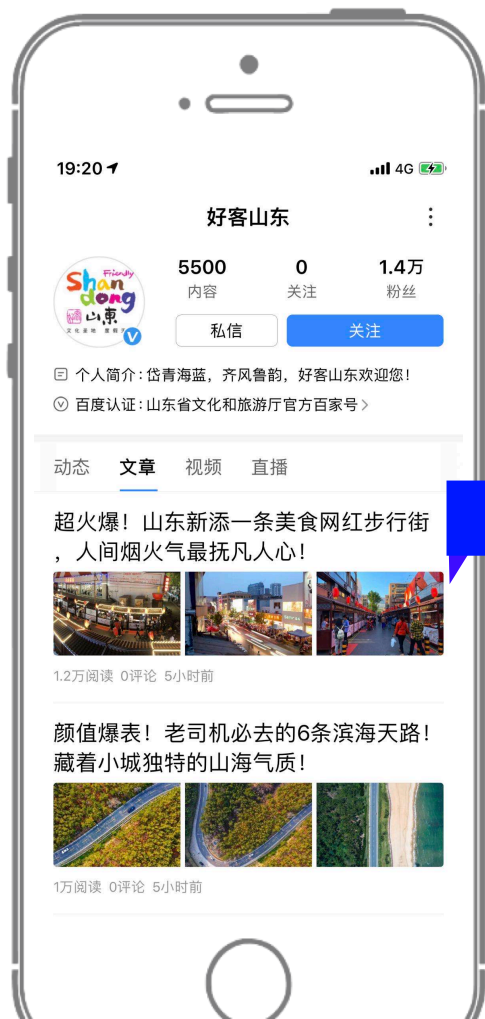 19:20
4G
好客山东
5500 0 1.4万
内容 关注 粉丝
Friendly
Shan
dong
山東
V
私信 关注
个人简介:岱青海蓝，齐风鲁韵，好客山东欢迎您!
百度认证:山东省文化和旅游厅官方百家号>
动态 文章 视频 直播
超火爆！山东新添一条美食网红步行街
，人间烟火气最抚凡人心！
1.2万阅读 0评论 5小时前
颜值爆表！老司机必去的6条滨海天路！
藏着小城独特的山海气质！
1万阅读 0评论 5小时前